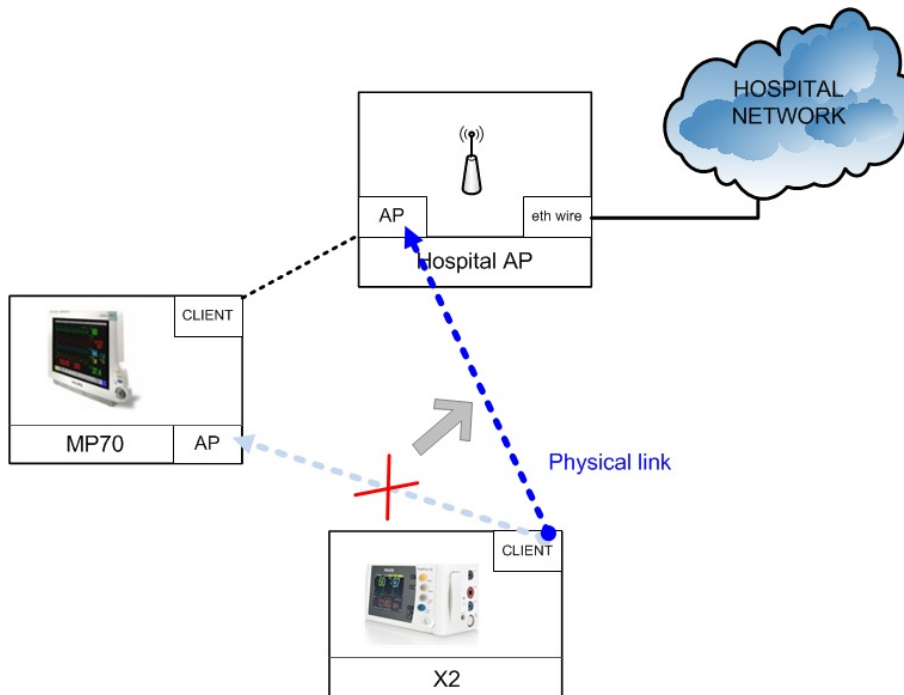 HOSPITAL
NETWORK
AP
eth wire
Hospital AP
CLIENT
MP70
AP
Physical link
CLIENT
X2